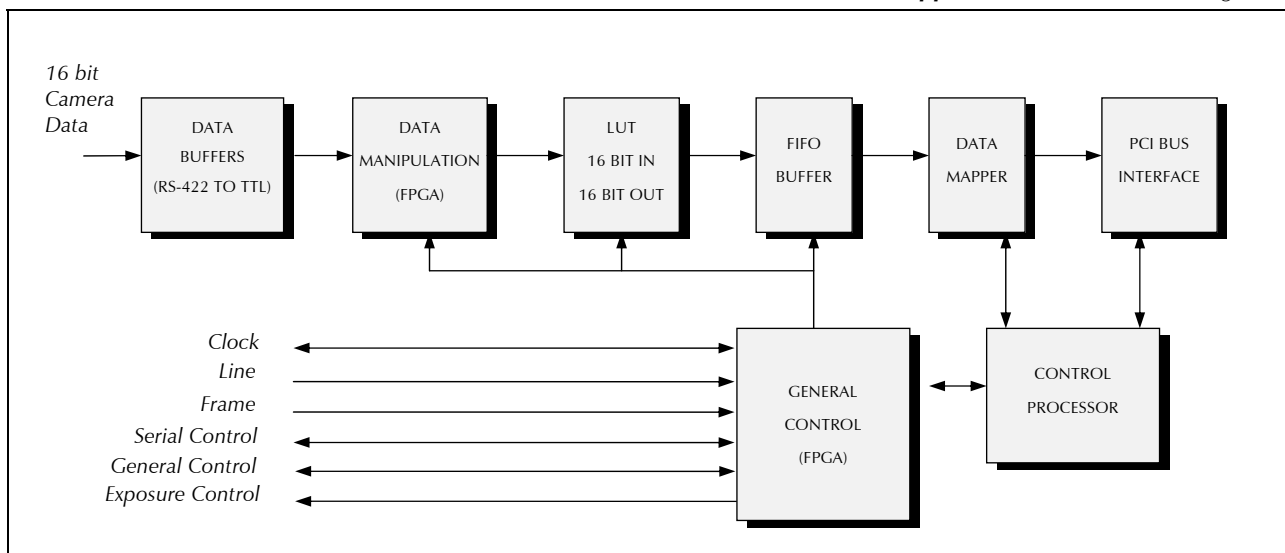 16 bit
Camera
Data
DATA
BUFFERS
(RS-422 TO TTL)
DATA
MANIPULATION
(FPGA)
LUT
16 BIT IN
16 BIT OUT
FIFO
BUFFER
DATA
MAPPER
PCI BUS
INTERFACE
Clock
Line
Frame
Serial Control
General Control
Exposure Control
GENERAL
CONTROL
(FPGA)
CONTROL
PROCESSOR